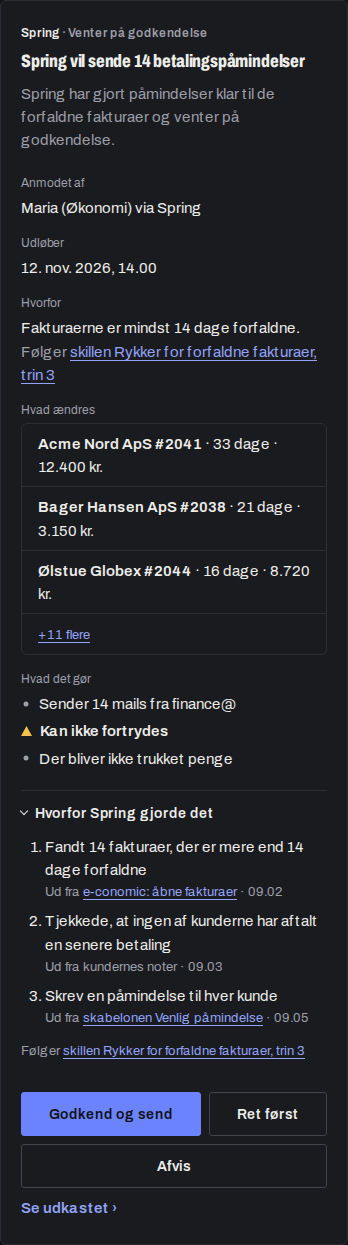 Spring · Venter på godkendelse
Spring vil sende 14 betalingspåmindelser
Spring har gjort påmindelser klar til de
forfaldne fakturaer og venter på
godkendelse.
Anmodet af
Maria (Økonomi) via Spring
Udløber
12. nov. 2026, 14.00
Hvorfor
Fakturaerne er mindst 14 dage forfaldne.
Følger skillen Rykker for forfaldne fakturaer,
trin 3
Hvad ændres
Acme Nord ApS #2041 · 33 dage ·
12.400 kr.
Bager Hansen ApS #2038 · 21 dage ·
3.150 kr.
Ølstue Globex #2044 · 16 dage · 8.720
kr.
+11 flere
Hvad det gør
• Sender 14 mails fra finance@
Kan ikke fortrydes
• Der bliver ikke trukket penge
Hvorfor Spring gjorde det
1. Fandt 14 fakturaer, der er mere end 14
dage forfaldne
Ud fra e-conomic: åbne fakturaer · 09.02
2. Tjekkede, at ingen af kunderne har aftalt
en senere betaling
Ud fra kundernes noter · 09.03
3. Skrev en påmindelse til hver kunde
Ud fra skabelonen Venlig påmindelse · 09.05
Følger skillen Rykker for forfaldne fakturaer, trin 3
Godkend og send
Ret først
Afvis
Se udkastet ›